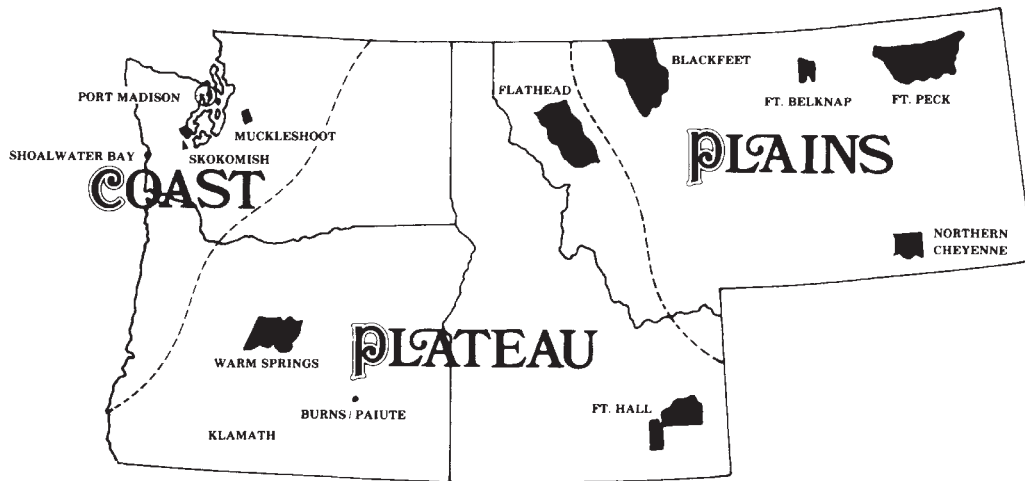 BLACKFEET
FLATHEAD
FT. BELKNAP
FT. PECK
PORT MADISON
MUCKLESHOOT
SHOALWATER BAY
SKOKOMISH
COAST
PLAINS
NORTHERN
CHEYENNE
WARM SPRINGS
PLATEAU
BURNS / PAIUTE
FT. HALL
KLAMATH